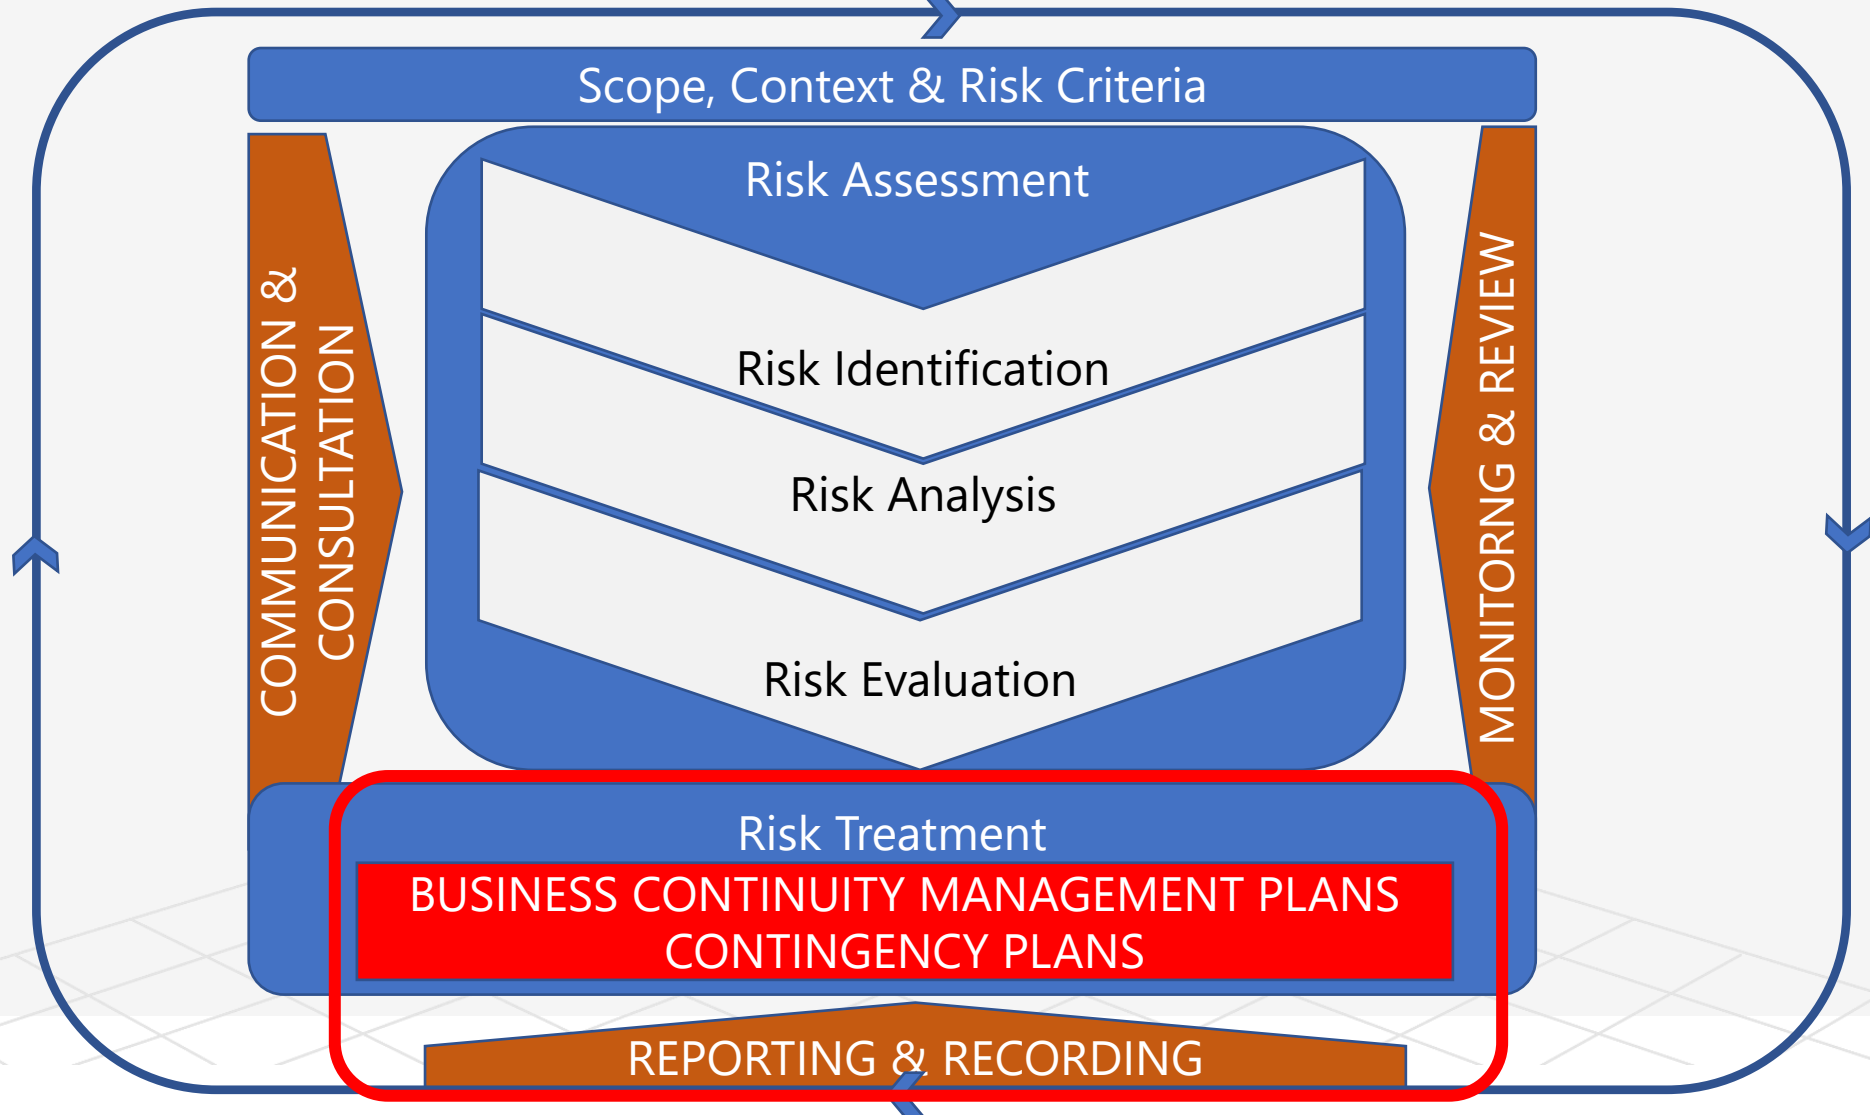 Scope, Context & Risk Criteria
Risk Assessment
Risk Identification
Risk Analysis
Risk Evaluation
COMMUNICATION &
CONSULTATION
MONITORNG & REVIEW
Risk Treatment
BUSINESS CONTINUITY MANAGEMENT PLANS
CONTINGENCY PLANS
REPORTING & RECORDING